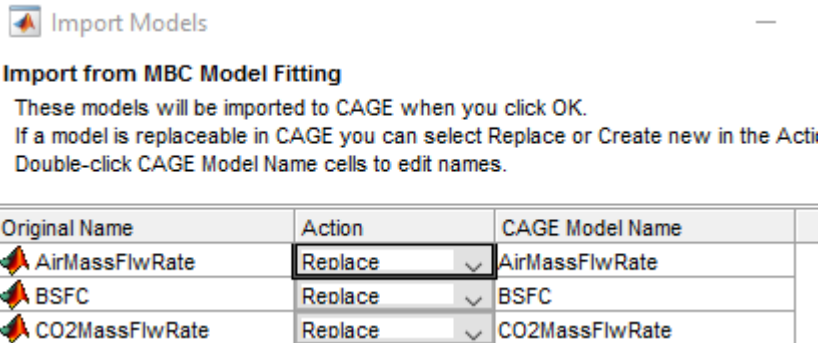 Import Models
Import from MBC Model Fitting
These models will be imported to CAGE when you click OK.
If a model is replaceable in CAGE you can select Replace or Create new in the
Double-click CAGE Model Name cells to edit names.
Original Name Action CAGE Model Name
AirMassFlwRate Replace AirMassFlwRate
BSFC Replace BSFC
CO2MassFlwRate Replace CO2MassFlwRate